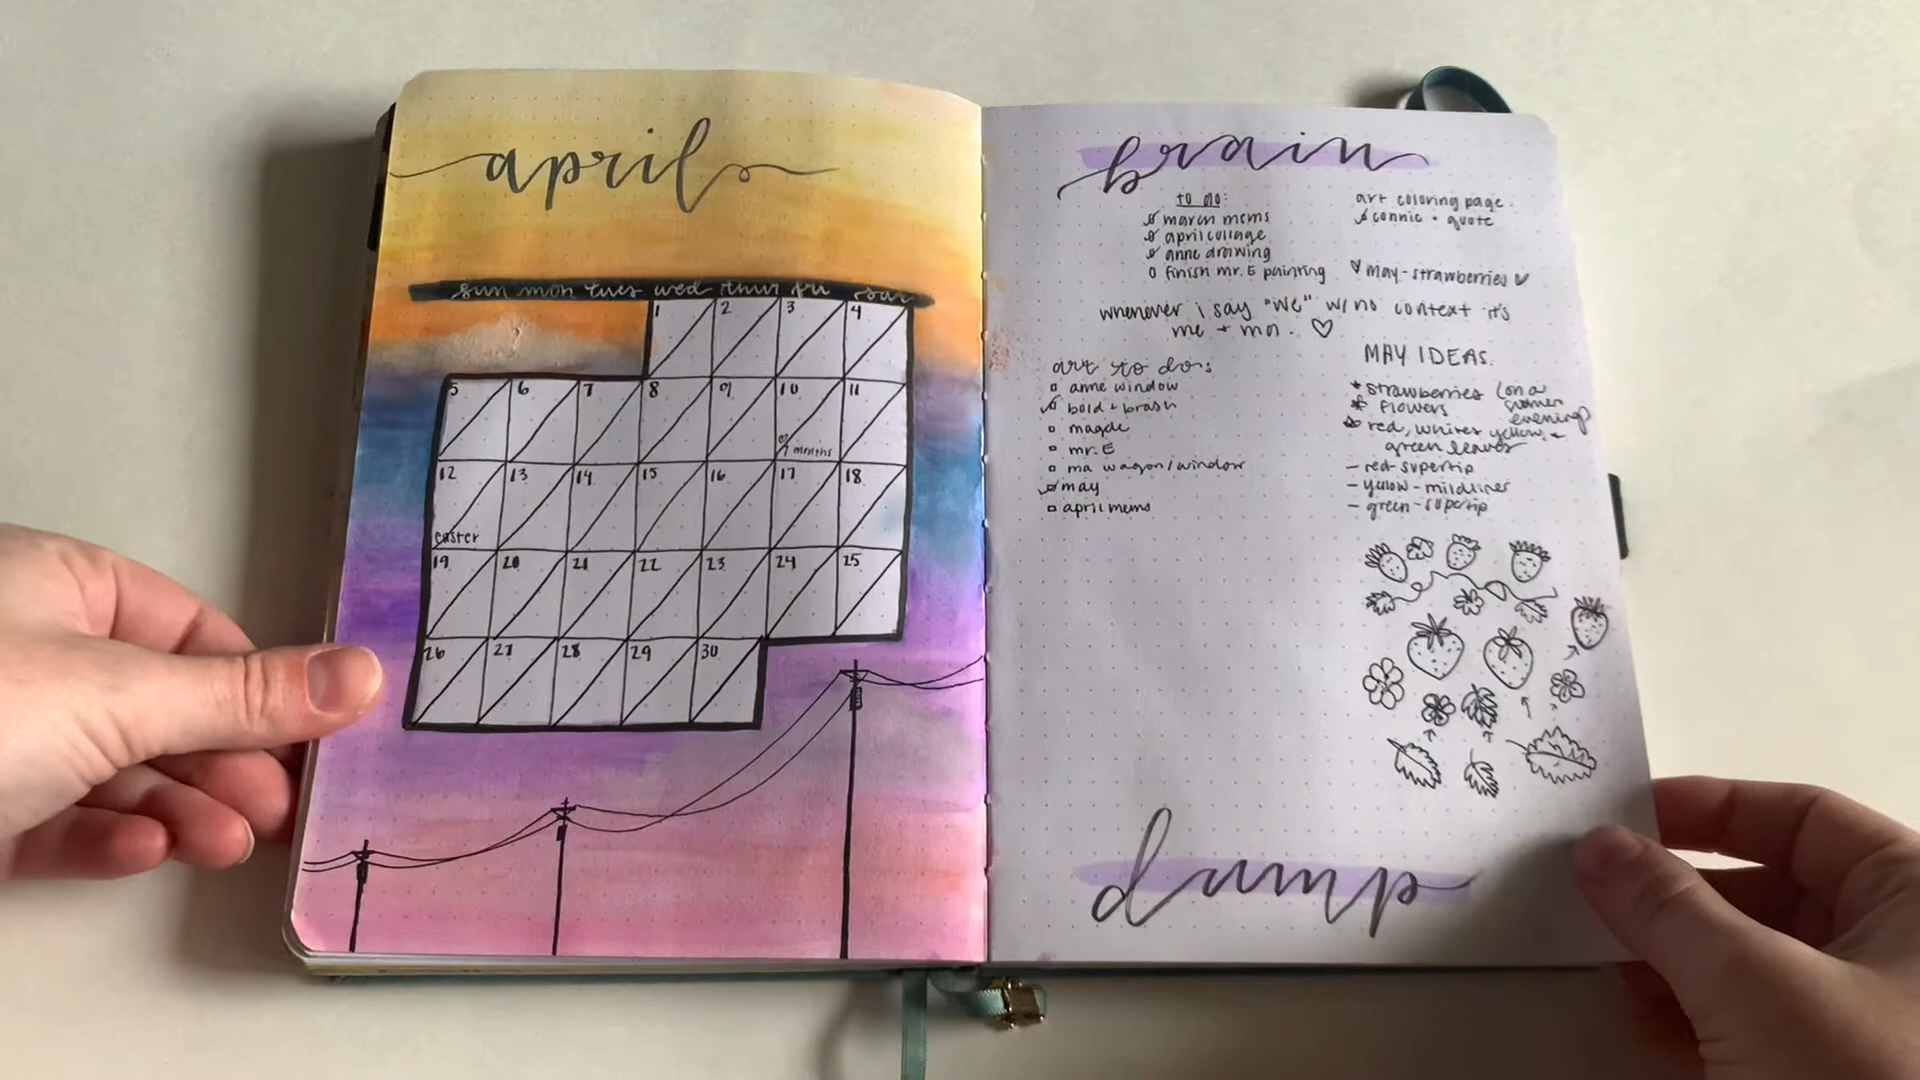 april
sun mon tues wed thur fri sat
1 2 3 4
5 6 7 8 9 10 11
7 months
12 13 14 15 16 17 18
easter
19 20 21 22 23 24 25
26 27 28 29 30
brain
to do:
march mems
april collage
anne drawing
finish mr. E painting
art coloring page.
connie + quote
♡ may - strawberries ♡
whenever i say "we" w/ no context it's
me + ma. ♡
art to do:
anne window
bold + brash
magde
mr. E
ma wagon/window
may
april mems
MAY IDEAS.
* strawberries (on a
summer
evening)
* flowers
red, white, yellow, +
green leaves
- red - supertip
- yellow - mildliner
- green - supertip
dump